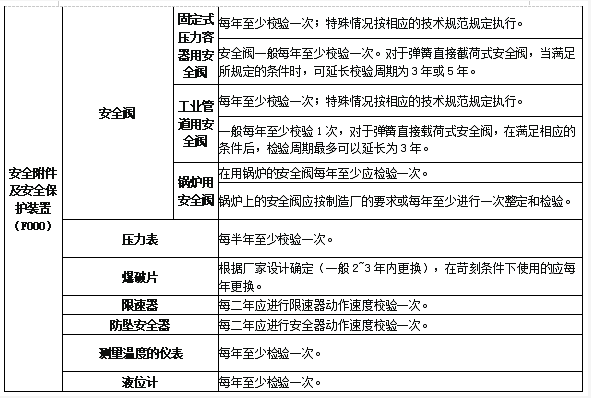 安全附件
及安全保
护装置
（F000）
安全阀
固定式
压力容
器用安
全阀
每年至少校验一次；特殊情况按相应的技术规范规定执行。
安全阀一般每年至少校验一次。对于弹簧直接截荷式安全阀，当满足
所规定的条件时，可延长校验周期为3年或5年。
工业管
道用安
全阀
每年至少校验一次；特殊情况按相应的技术规范规定执行。
一般每年至少校验1次，对于弹簧直接载荷式安全阀，在满足相应的
条件后，检验周期最多可以延长为3年。
锅炉用
安全阀
在用锅炉的安全阀每年至少应检验一次。
锅炉上的安全阀应按制造厂的要求或每年至少进行一次整定和检验。
压力表
每半年至少校验一次。
爆破片
根据厂家设计确定（一般2~3年内更换），在苛刻条件下使用的应每
年更换。
限速器
每二年应进行限速器动作速度校验一次。
防坠安全器
每二年应进行安全器动作速度校验一次。
测量温度的仪表
每年至少检验一次。
液位计
每年至少检验一次。